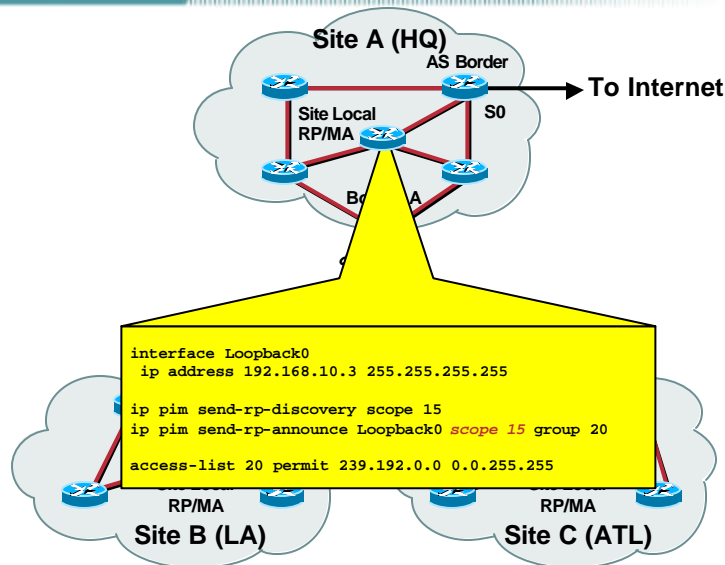 Site A (HQ)
AS Border
To Internet
Site Local
RP/MA
S0
interface Loopback0
ip address 192.168.10.3 255.255.255.255
ip pim send-rp-discovery scope 15
ip pim send-rp-announce Loopback0 scope 15 group 20
access-list 20 permit 239.192.0.0 0.0.255.255
RP/MA
RP/MA
Site B (LA)
Site C (ATL)